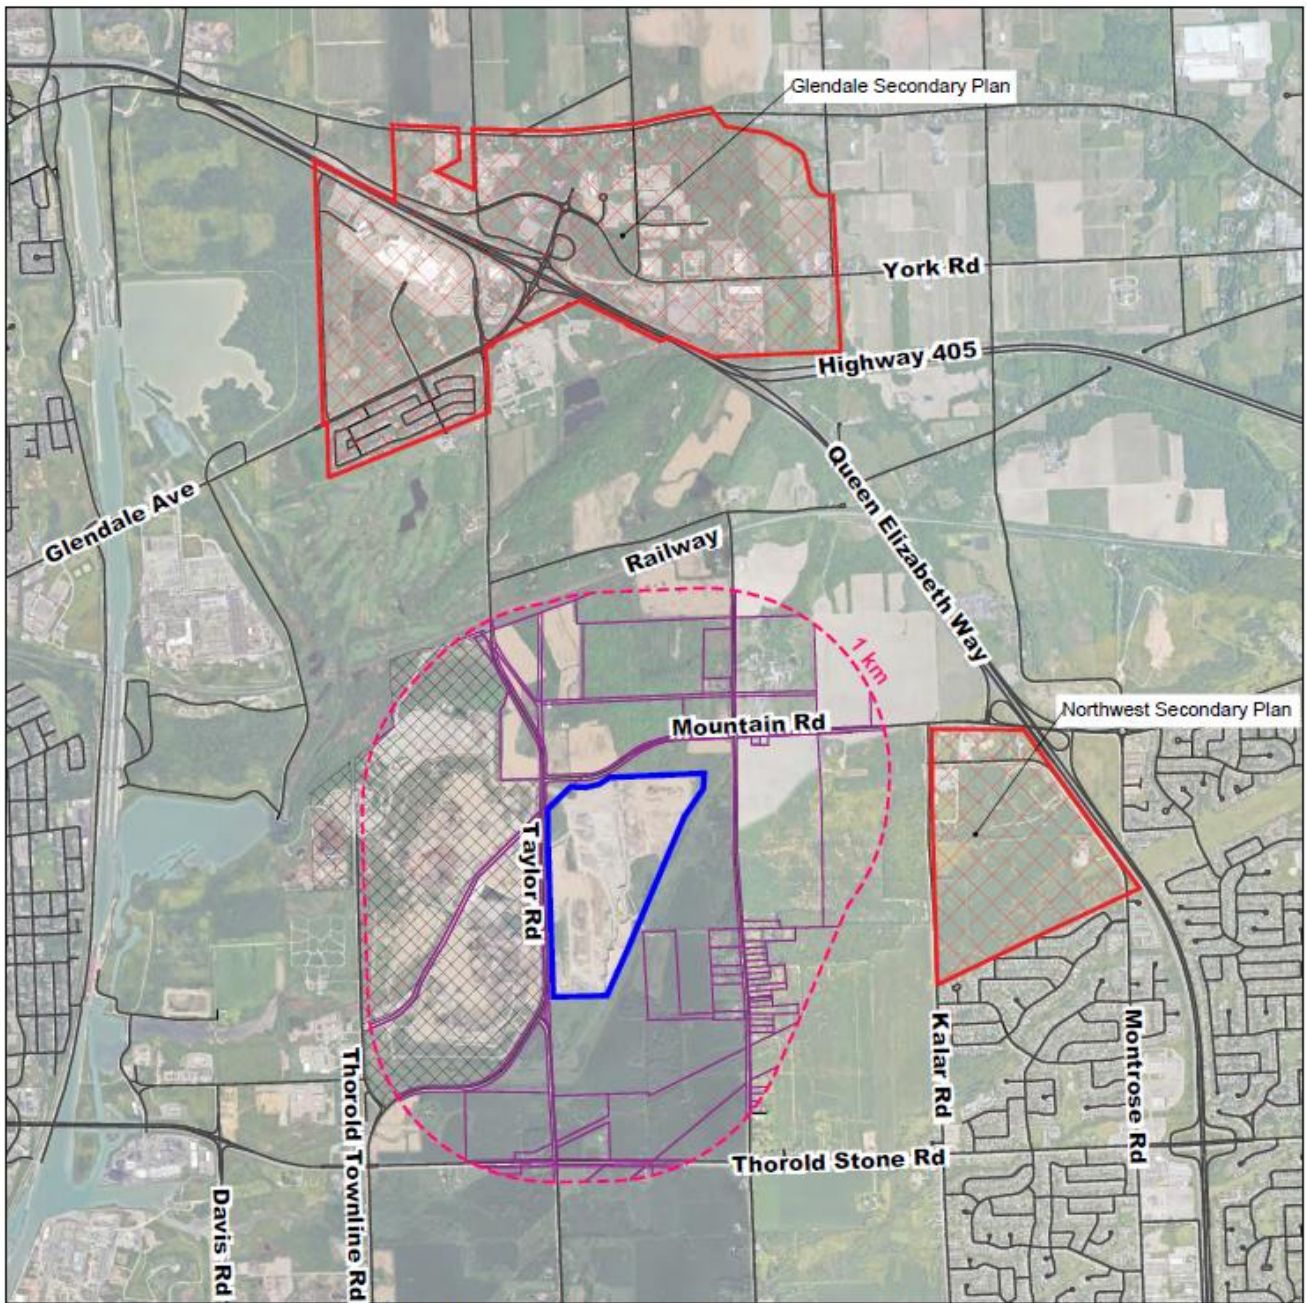 Glendale Secondary Plan
York Rd
Highway 405
Queen Elizabeth Way
Glendale Ave
Railway
1 km
Northwest Secondary Plan
Mountain Rd
Taylor Rd
Kalar Rd
Montrose Rd
Thorold Townline Rd
Thorold Stone Rd
Davis Rd